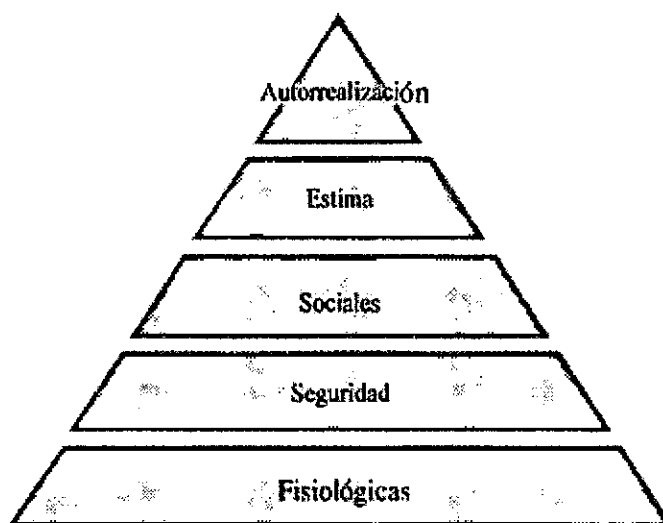 Autorrealización
Estima
Sociales
Seguridad
Fisiológicas